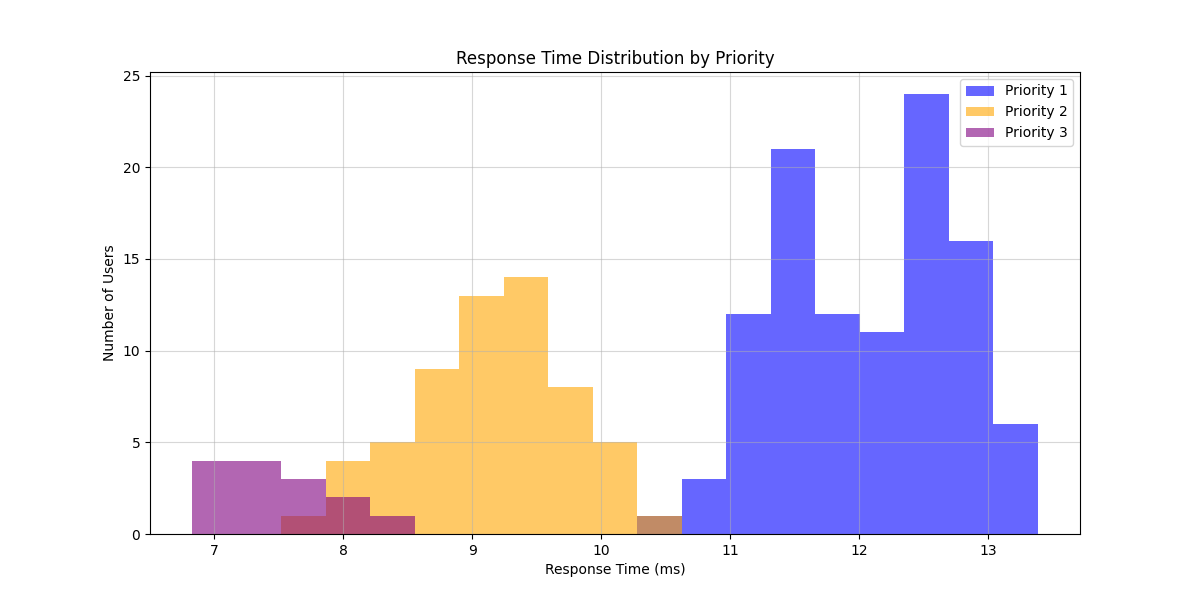 Response Time Distribution by Priority
Number of Users
25
20
15
10
5
0
Priority 1
Priority 2
Priority 3
7 8 9 10 11 12 13
Response Time (ms)